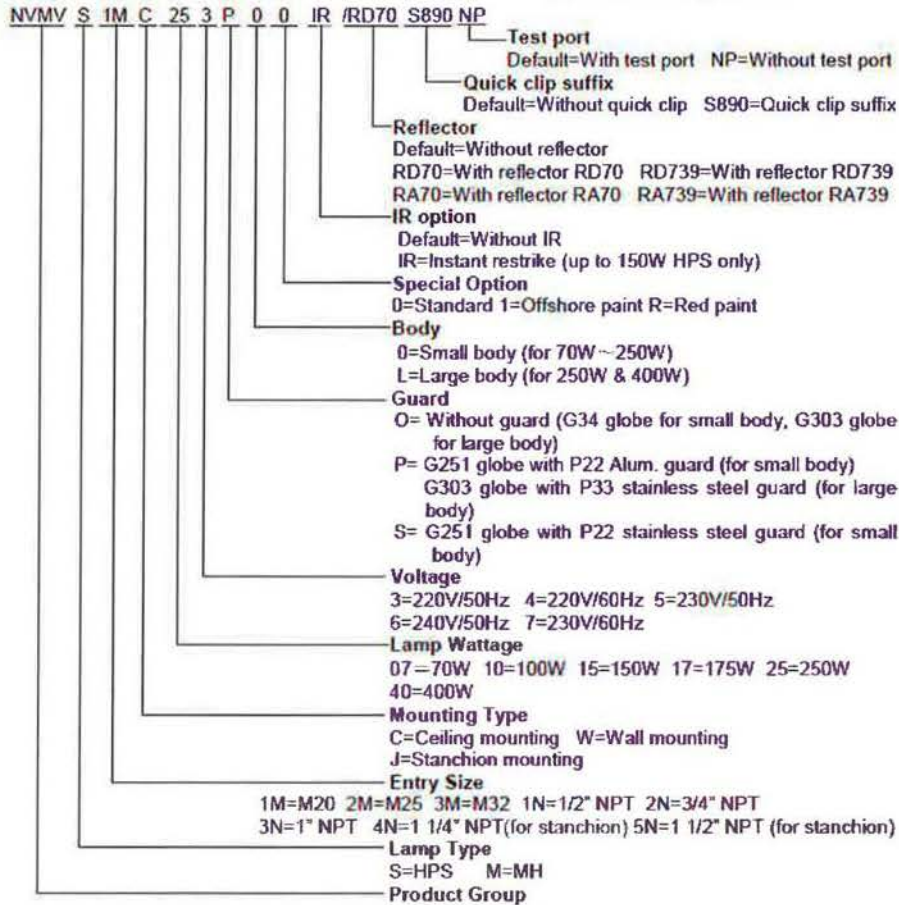 NVMV S 1M C 25 3 P 0 0 IR /RD70 S890 NP
Test port
Default=With test port NP=Without test port
Quick clip suffix
Default=Without quick clip S890=Quick clip suffix
Reflector
Default=Without reflector
RD70=With reflector RD70 RD739=With reflector RD739
RA70=With reflector RA70 RA739=With reflector RA739
IR option
Default=Without IR
IR=Instant restrike (up to 150W HPS only)
Special Option
0=Standard 1=Offshore paint R=Red paint
Body
0=Small body (for 70W~250W)
L=Large body (for 250W & 400W)
Guard
O= Without guard (G34 globe for small body, G303 globe
for large body)
P= G251 globe with P22 Alum. guard (for small body)
G303 globe with P33 stainless steel guard (for large
body)
S= G251 globe with P22 stainless steel guard (for small
body)
Voltage
3=220V/50Hz 4=220V/60Hz 5=230V/50Hz
6=240V/50Hz 7=230V/60Hz
Lamp Wattage
07=70W 10=100W 15=150W 17=175W 25=250W
40=400W
Mounting Type
C=Ceiling mounting W=Wall mounting
J=Stanchion mounting
Entry Size
1M=M20 2M=M25 3M=M32 1N=1/2" NPT 2N=3/4" NPT
3N=1" NPT 4N=1 1/4" NPT(for stanchion) 5N=1 1/2" NPT (for stanchion)
Lamp Type
S=HPS M=MH
Product Group